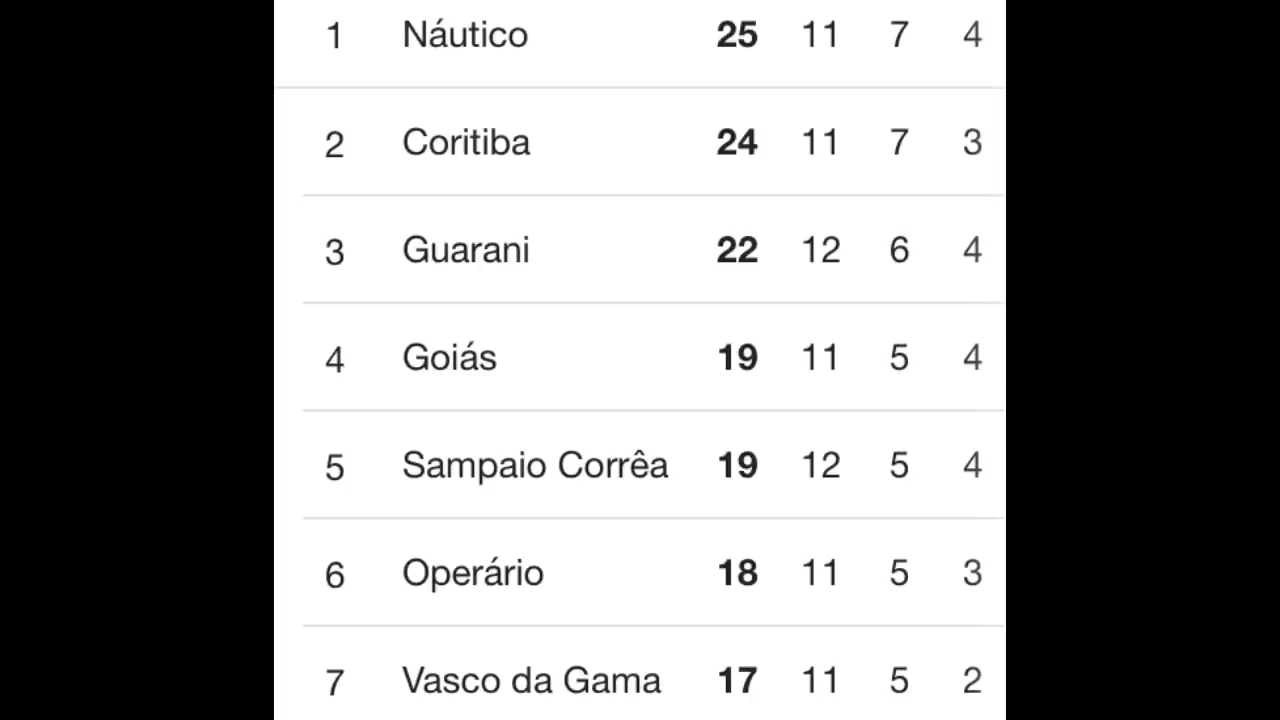 1 Náutico 25 11 7 4
2 Coritiba 24 11 7 3
3 Guarani 22 12 6 4
4 Goiás 19 11 5 4
5 Sampaio Corrêa 19 12 5 4
6 Operário 18 11 5 3
7 Vasco da Gama 17 11 5 2